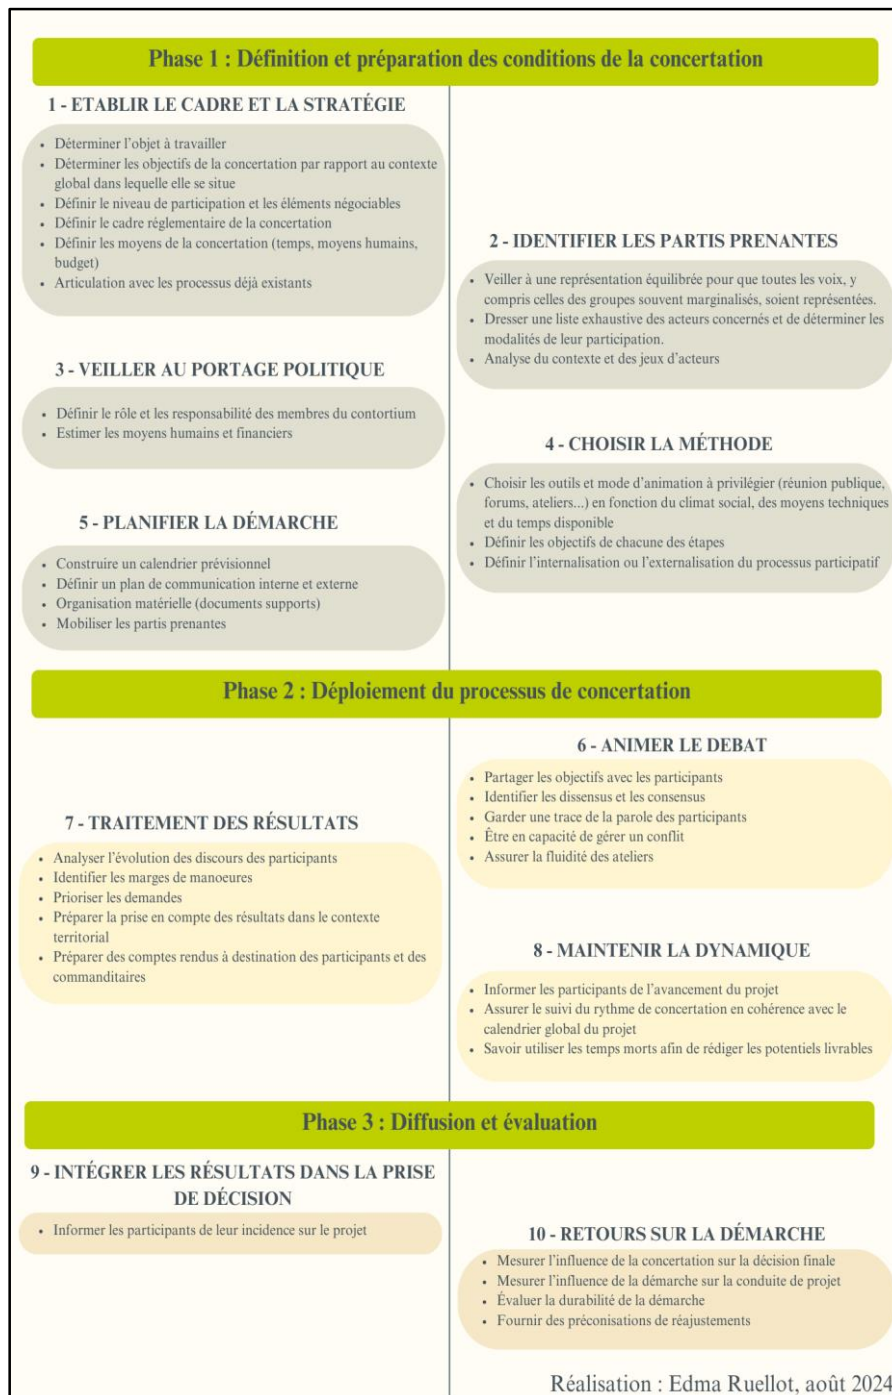 Phase 1 : Définition et préparation des conditions de la concertation
1 - ETABLIR LE CADRE ET LA STRATÉGIE
• Déterminer l’objet à travailler
• Déterminer les objectifs de la concertation par rapport au contexte
global dans lequelle elle se situe
• Définir le niveau de participation et les éléments négociables
• Définir le cadre réglementaire de la concertation
• Définir les moyens de la concertation (temps, moyens humains,
budget)
• Articulation avec les processus déjà existants
2 - IDENTIFIER LES PARTIS PRENANTES
• Veiller à une représentation équilibrée pour que toutes les voix, y
compris celles des groupes souvent marginalisés, soient représentées.
• Dresser une liste exhaustive des acteurs concernés et de déterminer les
modalités de leur participation.
• Analyse du contexte et des jeux d’acteurs
3 - VEILLER AU PORTAGE POLITIQUE
• Définir le rôle et les responsabilité des membres du contortium
• Estimer les moyens humains et financiers
4 - CHOISIR LA MÉTHODE
• Choisir les outils et mode d’animation à privilégier (réunion publique,
forums, ateliers...) en fonction du climat social, des moyens techniques
et du temps disponible
• Définir les objectifs de chacune des étapes
• Définir l’internalisation ou l’externalisation du processus participatif
5 - PLANIFIER LA DÉMARCHE
• Construire un calendrier prévisionnel
• Définir un plan de communication interne et externe
• Organisation matérielle (documents supports)
• Mobiliser les partis prenantes
Phase 2 : Déploiement du processus de concertation
6 - ANIMER LE DEBAT
• Partager les objectifs avec les participants
• Identifier les dissensus et les consensus
• Garder une trace de la parole des participants
• Être en capacité de gérer un conflit
• Assurer la fluidité des ateliers
7 - TRAITEMENT DES RÉSULTATS
• Analyser l’évolution des discours des participants
• Identifier les marges de manoeures
• Prioriser les demandes
• Préparer la prise en compte des résultats dans le contexte
territorial
• Préparer des comptes rendus à destination des participants et des
commanditaires
8 - MAINTENIR LA DYNAMIQUE
• Informer les participants de l’avancement du projet
• Assurer le suivi du rythme de concertation en cohérence avec le
calendrier global du projet
• Savoir utiliser les temps morts afin de rédiger les potentiels livrables
Phase 3 : Diffusion et évaluation
9 - INTÉGRER LES RÉSULTATS DANS LA PRISE
DE DÉCISION
• Informer les participants de leur incidence sur le projet
10 - RETOURS SUR LA DÉMARCHE
• Mesurer l’influence de la concertation sur la décision finale
• Mesurer l’influence de la démarche sur la conduite de projet
• Évaluer la durabilité de la démarche
• Fournir des préconisations de réajustements
Réalisation : Edma Ruellot, août 2024